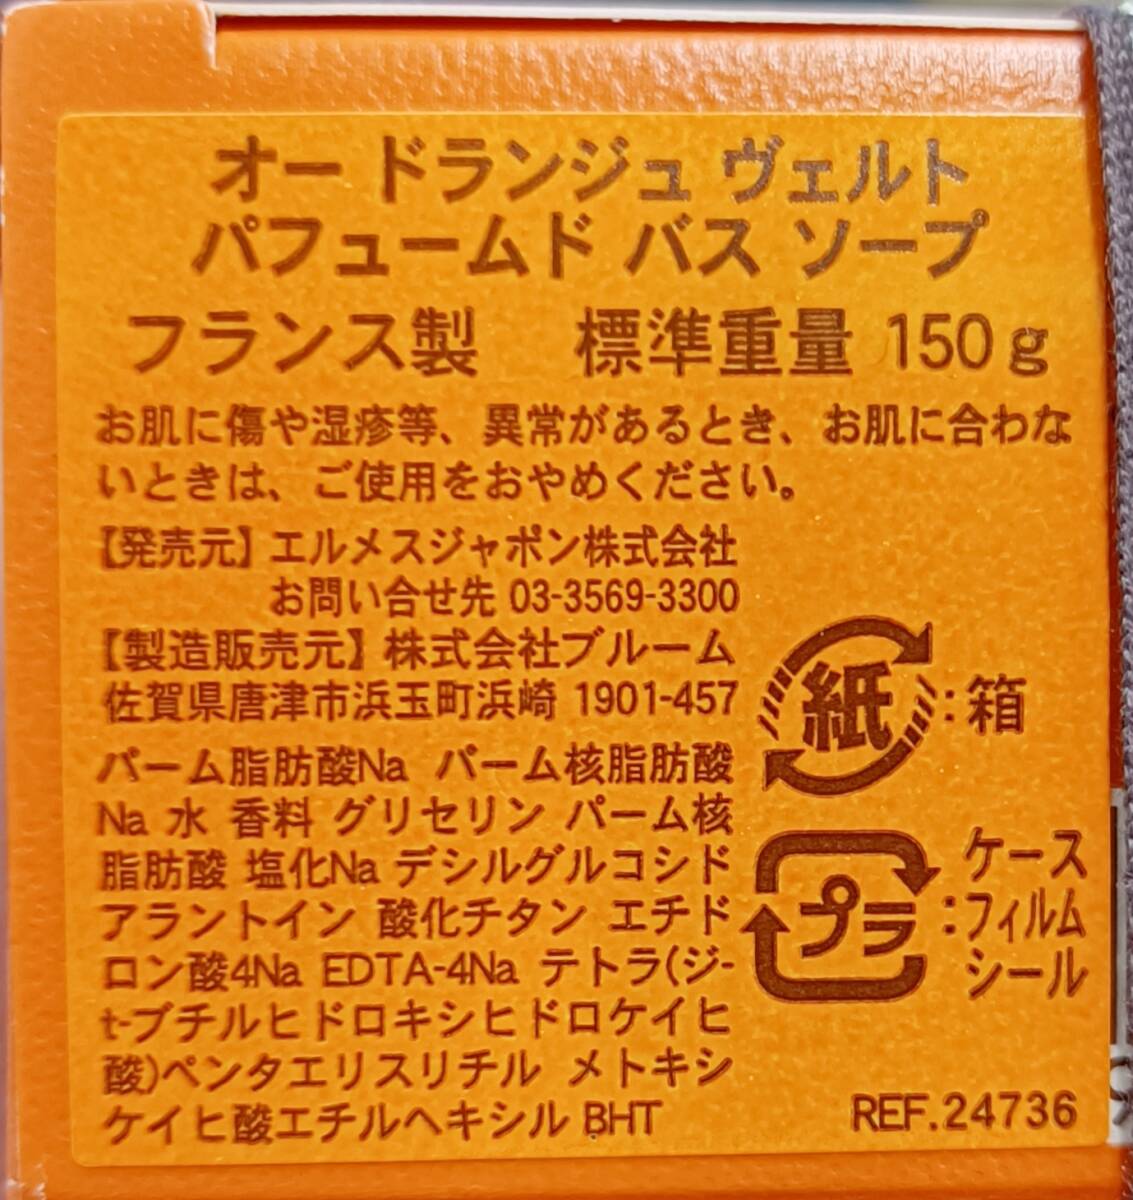 オー ドランジュ ヴェルト
パフュームド バス ソープ
フランス製 標準重量 150g
お肌に傷や湿疹等、異常があるとき、お肌に合わな
いときは、ご使用をおやめください。
【発売元】エルメスジャポン株式会社
お問い合せ先 03-3569-3300
【製造販売元】株式会社ブルーム
佐賀県唐津市浜玉町浜崎 1901-457
パーム脂肪酸Na パーム核脂肪酸
Na 水 香料 グリセリン パーム核
脂肪酸 塩化Na デシルグルコシド
アラントイン 酸化チタン エチド
ロン酸4Na EDTA-4Na テトラ(ジ-
t-ブチルヒドロキシヒドロケイヒ
酸)ペンタエリスリチル メトキシ
ケイヒ酸エチルヘキシル BHT
紙:箱
プラ:
ケース
フィルム
シール
REF.24736